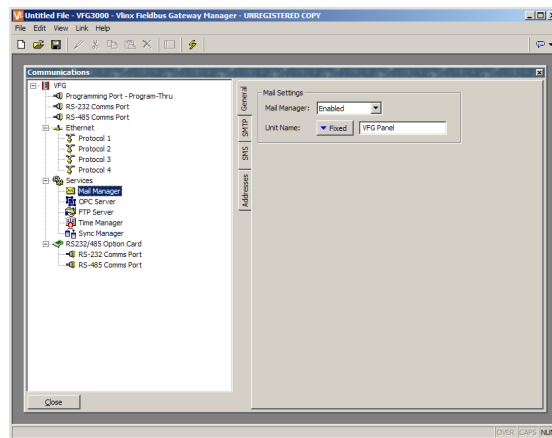 Untitled File - VFG3000 - Vlinx Fieldbus Gateway Manager - UNREGISTERED COPY
File Edit View Link Help
Communications
VFG
Programming Port - Program-Thru
RS-232 Comms Port
RS-485 Comms Port
Ethernet
Protocol 1
Protocol 2
Protocol 3
Protocol 4
Services
Mail Manager
OPC Server
FTP Server
Time Manager
Sync Manager
RS232/485 Option Card
RS-232 Comms Port
RS-485 Comms Port
Close
General
SMTP
SMS
Addresses
Mail Settings
Mail Manager: Enabled
Unit Name: Fixed VFG Panel
OVER CAPS NUM